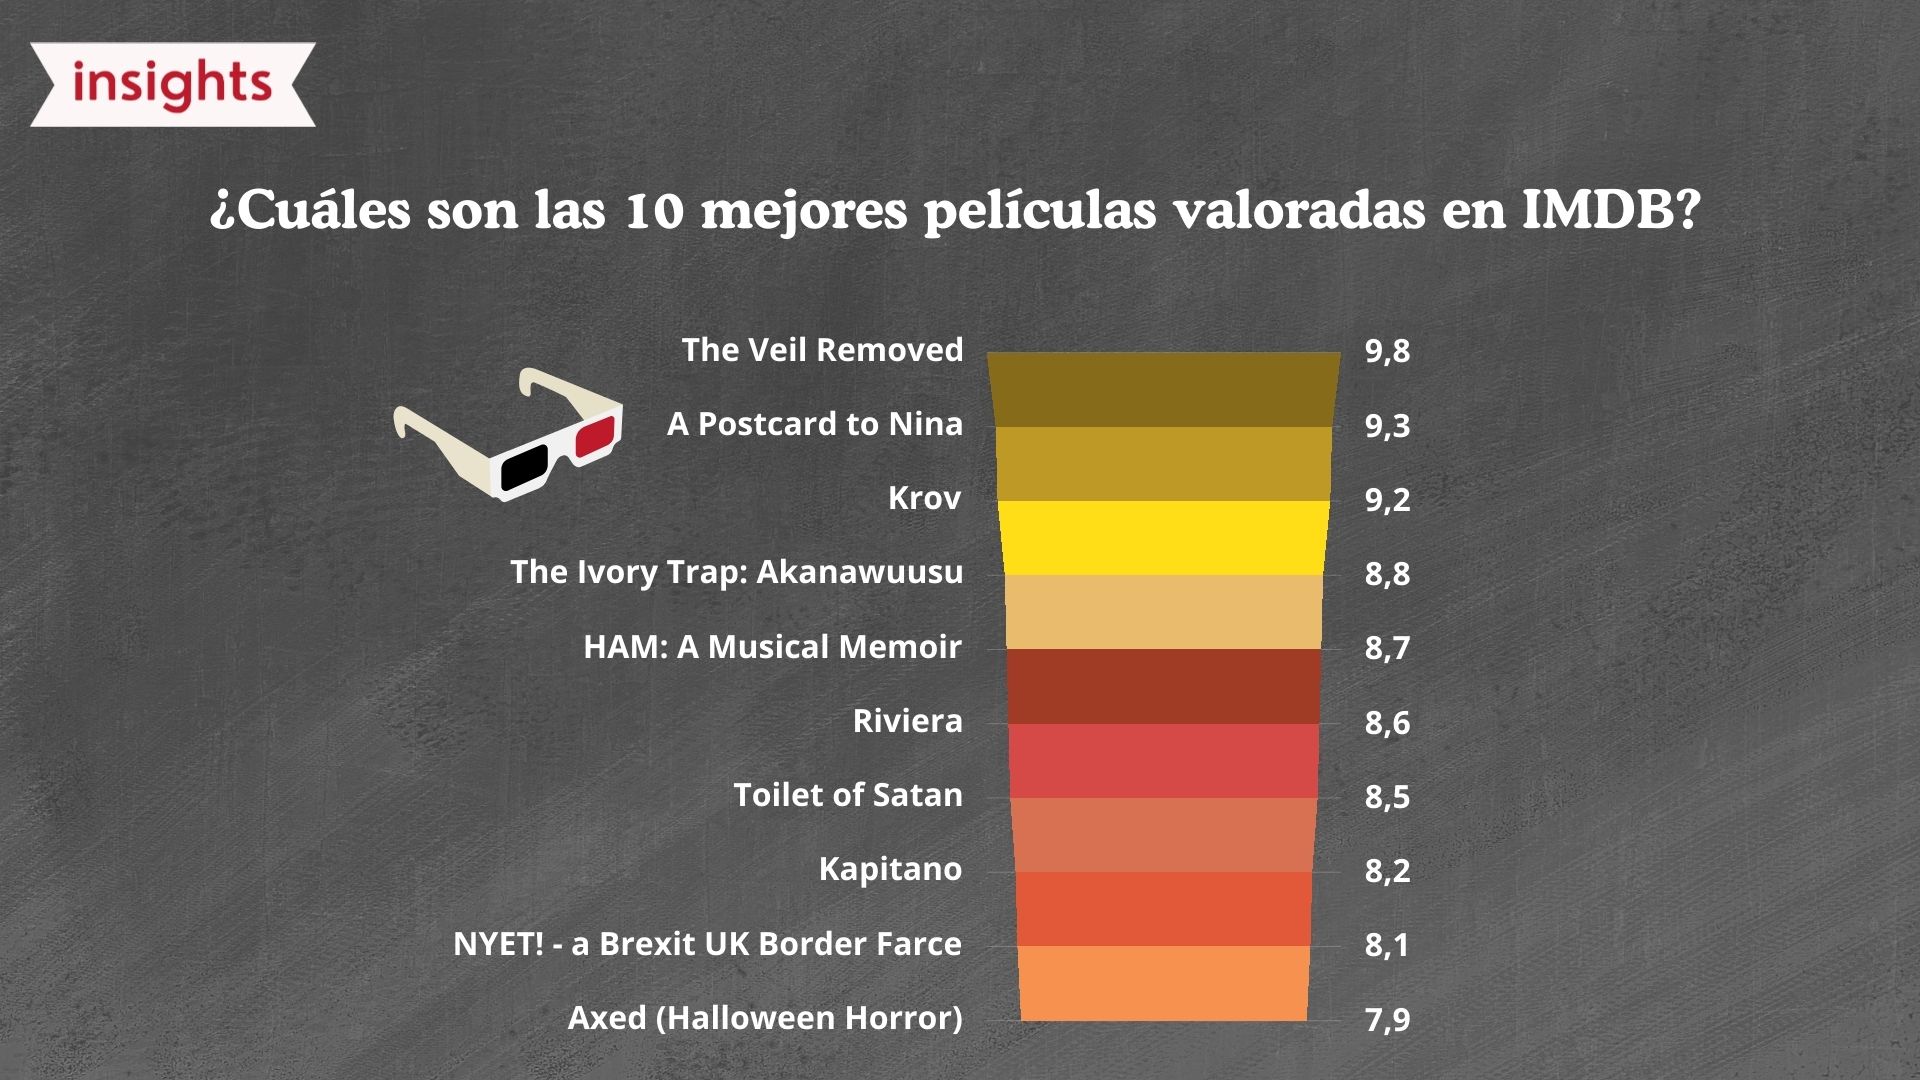 insights
¿Cuáles son las 10 mejores películas valoradas en IMDB?
The Veil Removed 9,8
A Postcard to Nina 9,3
Krov 9,2
The Ivory Trap: Akanawuusu 8,8
HAM: A Musical Memoir 8,7
Riviera 8,6
Toilet of Satan 8,5
Kapitano 8,2
NYET! - a Brexit UK Border Farce 8,1
Axed (Halloween Horror) 7,9